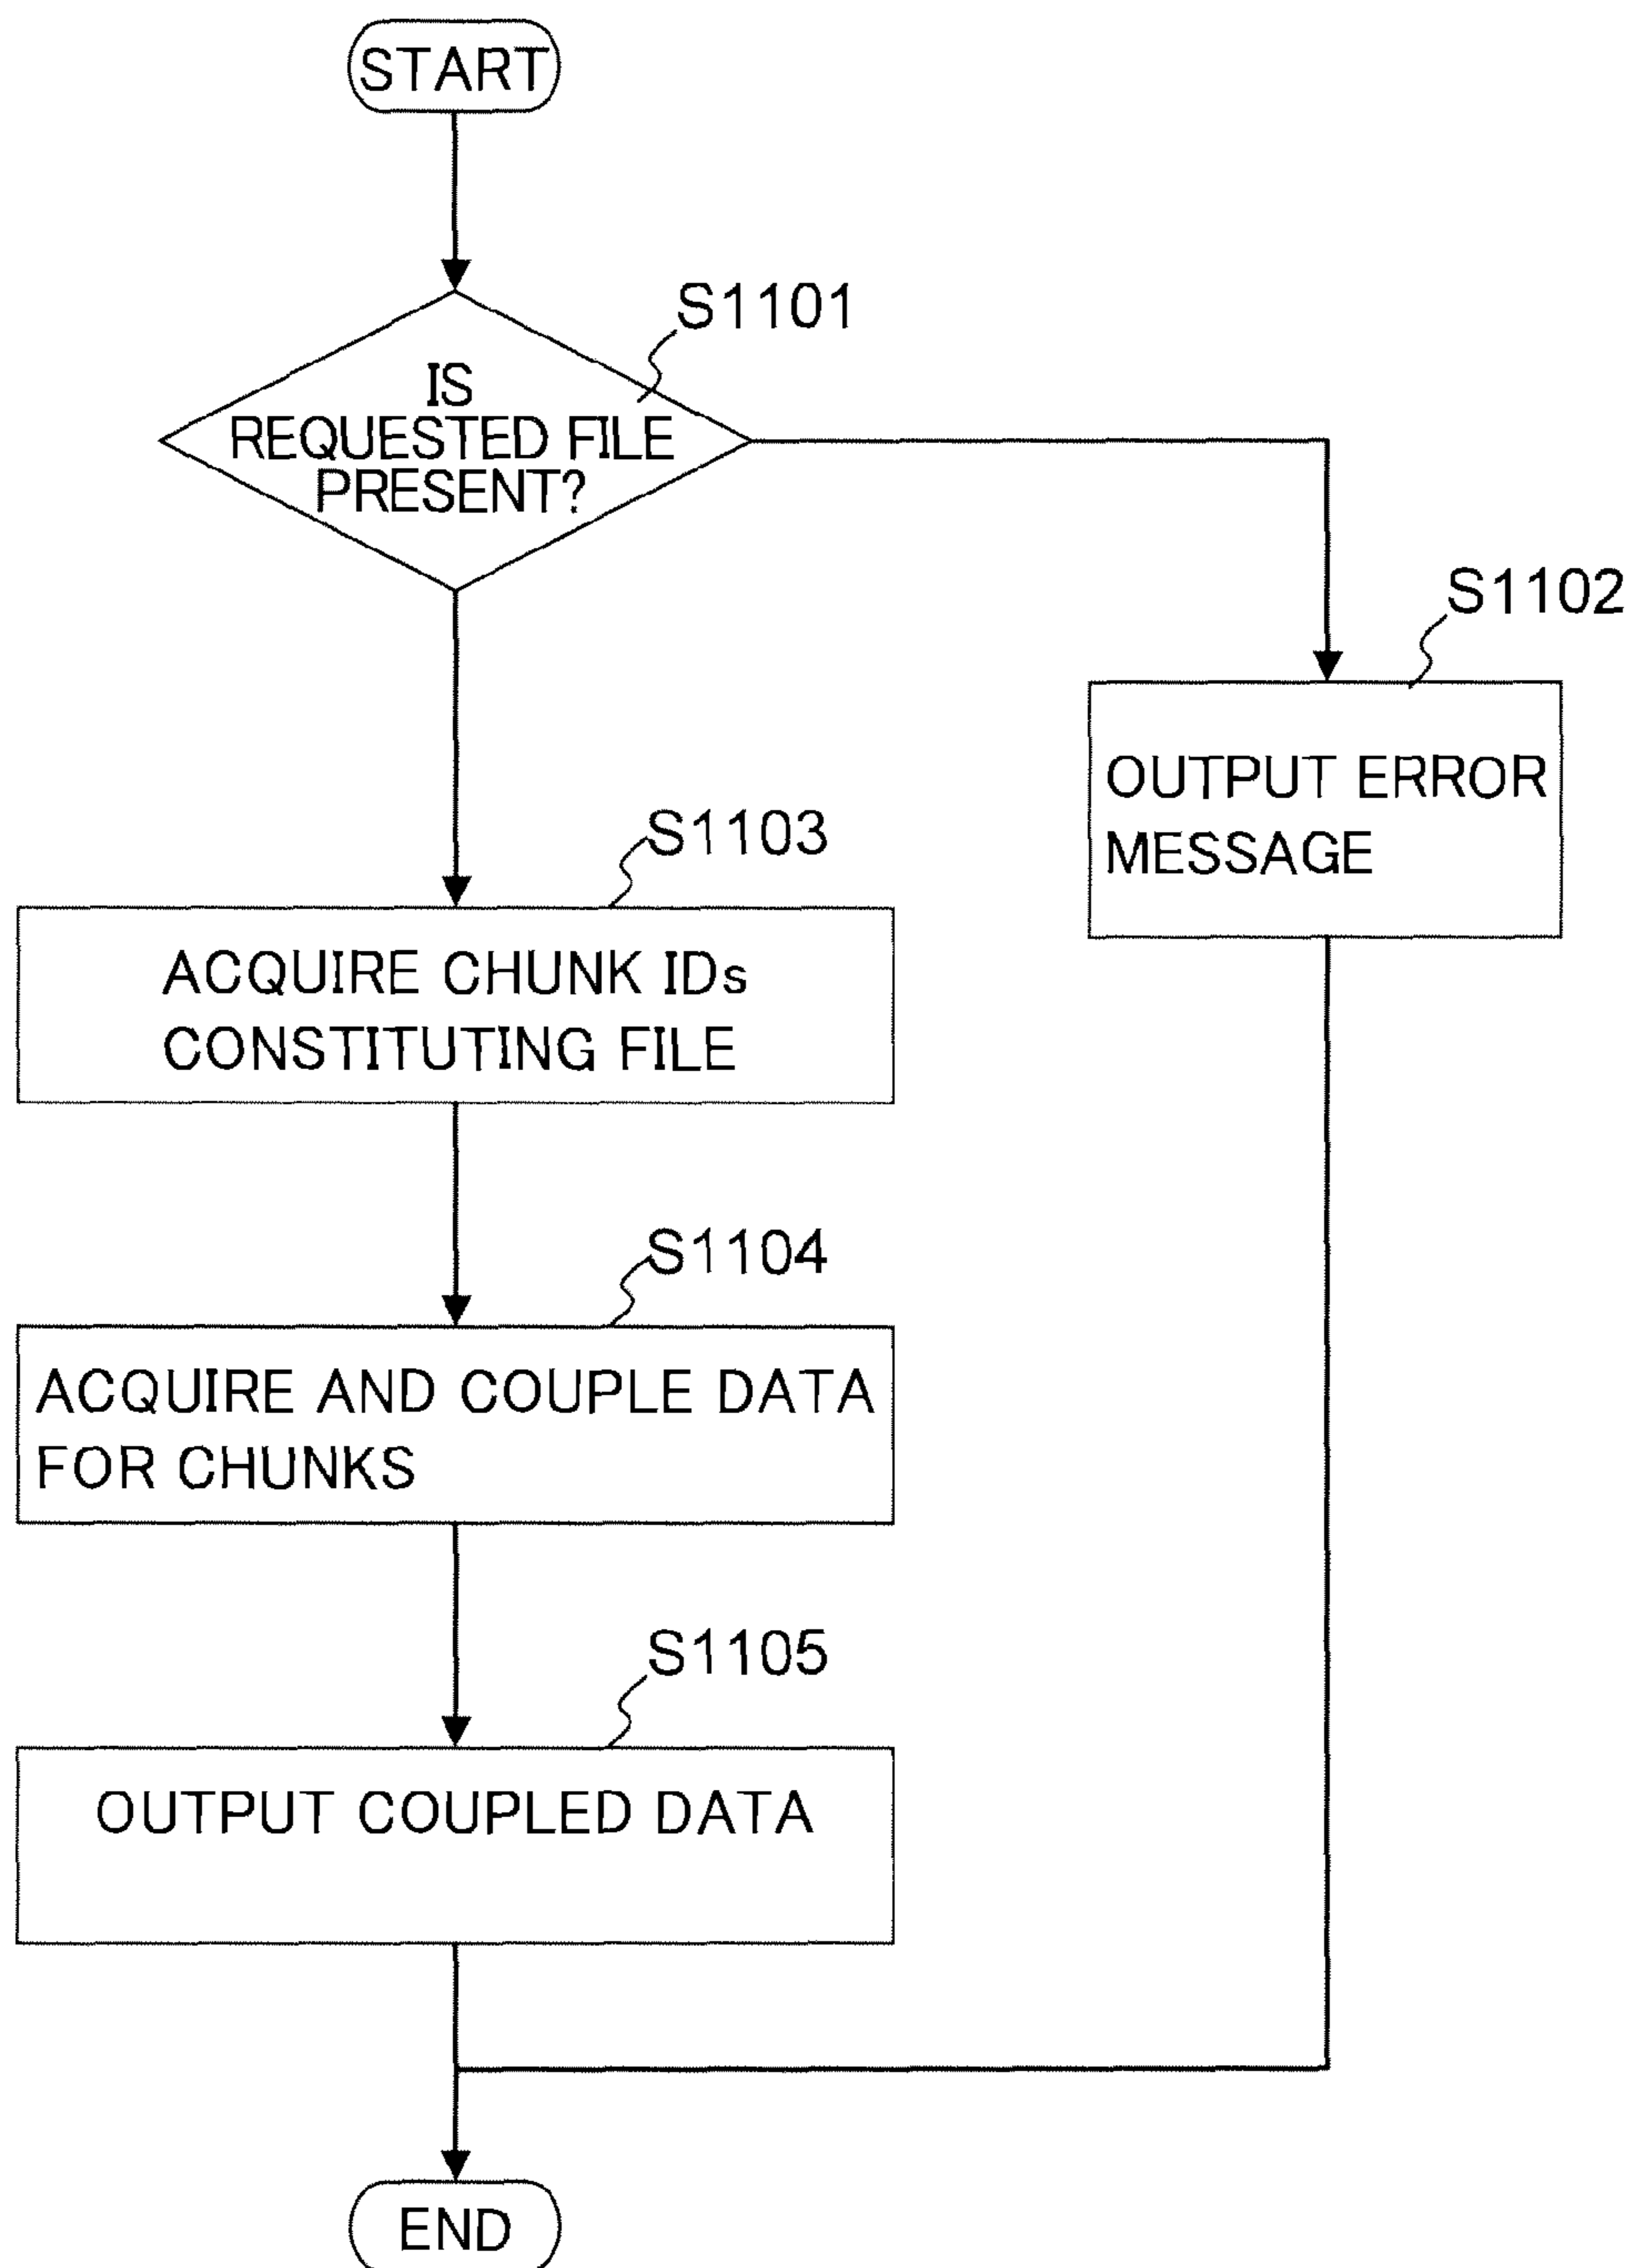 START
S1101
IS
REQUESTED FILE
PRESENT?
S1102
OUTPUT ERROR
MESSAGE
S1103
ACQUIRE CHUNK IDs
CONSTITUTING FILE
S1104
ACQUIRE AND COUPLE DATA
FOR CHUNKS
S1105
OUTPUT COUPLED DATA
END